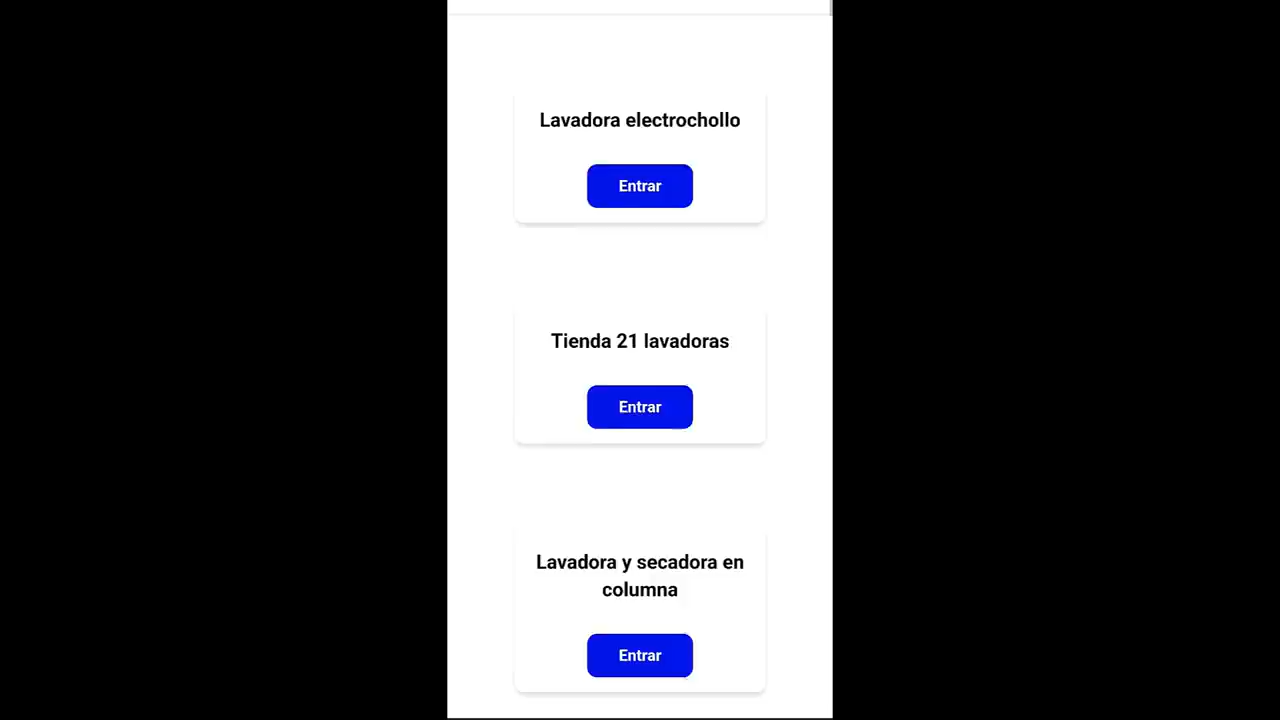 Lavadora electrochollo
Entrar
Tienda 21 lavadoras
Entrar
Lavadora y secadora en
columna
Entrar